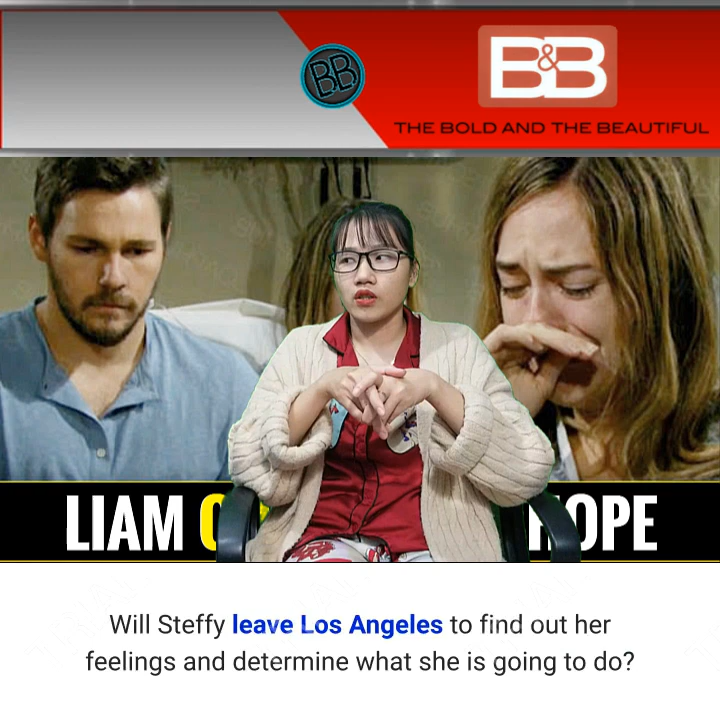 B&B
BB
THE BOLD AND THE BEAUTIFUL
LIAM
HOPE
Will Steffy leave Los Angeles to find out her
feelings and determine what she is going to do?